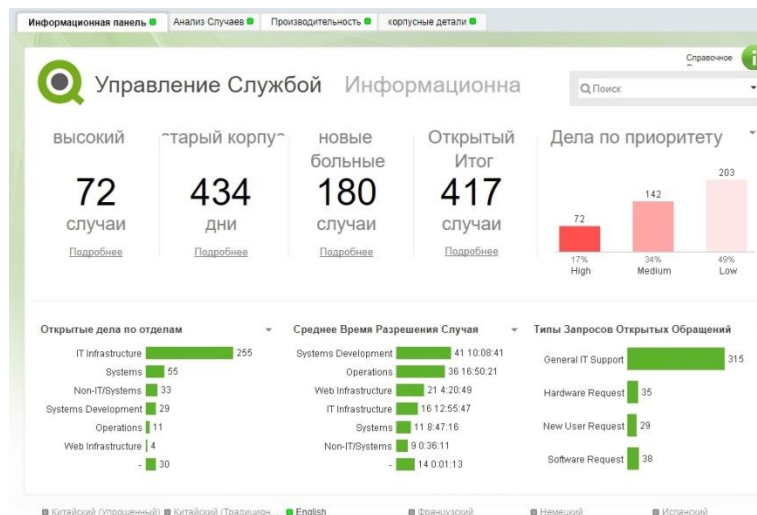 Информационная панель Анализ Случаев Производительность корпусные детали
Справочное
Управление Службой Информационна
Поиск
высокий
72
случаи
Подробнее
старый корпус
434
дни
Подробнее
новые
больные
180
случаи
Подробнее
Открытый
Итог
417
случаи
Подробнее
Дела по приоритету
72 142 203
17% 34% 49%
High Medium Low
Открытые дела по отделам
IT Infrastructure 255
Systems 55
Non-IT/Systems 33
Systems Development 29
Operations 11
Web Infrastructure 4
- 30
Среднее Время Разрешения Случая
Systems Development 41 10:08:41
Operations 36 16:50:21
Web Infrastructure 21 4:20:49
IT Infrastructure 16 12:55:47
Systems 11 8:47:16
Non-IT/Systems 9 0:36:11
- 14 0:01:13
Типы Запросов Открытых Обращений
General IT Support 315
Hardware Request 35
New User Request 29
Software Request 38
Китайский (Упрощенный) Китайский (Традицион... English Французский Немецкий Испанский